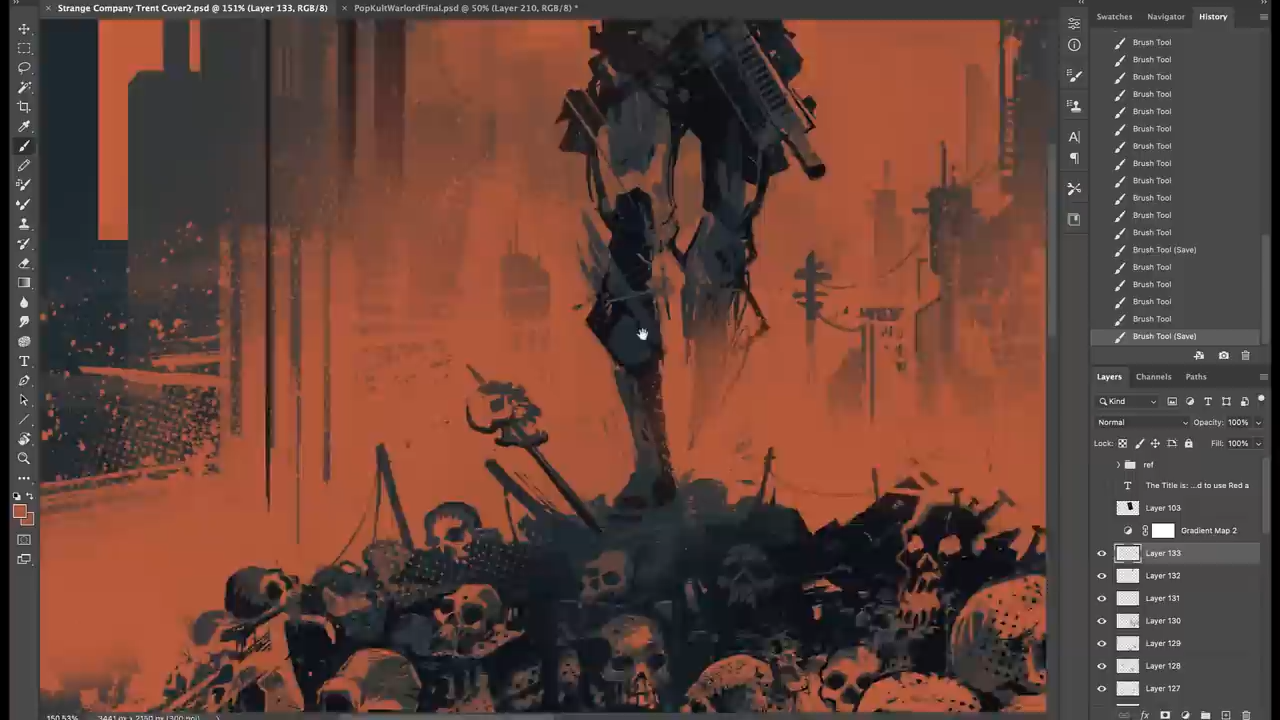 Strange Company Trent Cover2.psd @ 151% (Layer 133, RGB/8)
PopKultWarlordFinal.psd @ 50% (Layer 210, RGB/8) *
Swatches Navigator History
Brush Tool
Brush Tool
Brush Tool
Brush Tool
Brush Tool
Brush Tool
Brush Tool
Brush Tool
Brush Tool
Brush Tool
Brush Tool
Brush Tool
Brush Tool (Save)
Brush Tool
Brush Tool
Brush Tool
Brush Tool
Brush Tool (Save)
Layers Channels Paths
Kind
Normal Opacity: 100%
Lock: Fill: 100%
ref
The Title is: ...d to use Red a
Layer 103
Gradient Map 2
Layer 133
Layer 132
Layer 131
Layer 130
Layer 129
Layer 128
Layer 127
150.53% 3441 px x 2150 px (300 ppi)